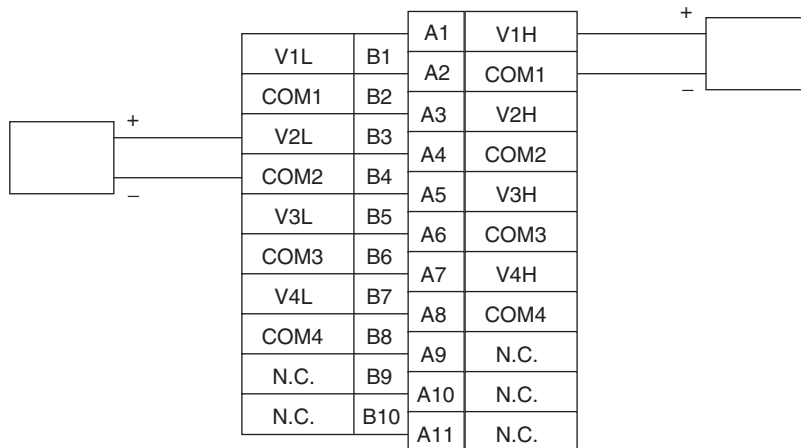 A1 V1H +
V1L B1
A2 COM1
COM1 B2 −
A3 V2H
+ V2L B3
A4 COM2
COM2 B4
− A5 V3H
V3L B5
A6 COM3
COM3 B6
A7 V4H
V4L B7
A8 COM4
COM4 B8
A9 N.C.
N.C. B9
A10 N.C.
N.C. B10
A11 N.C.